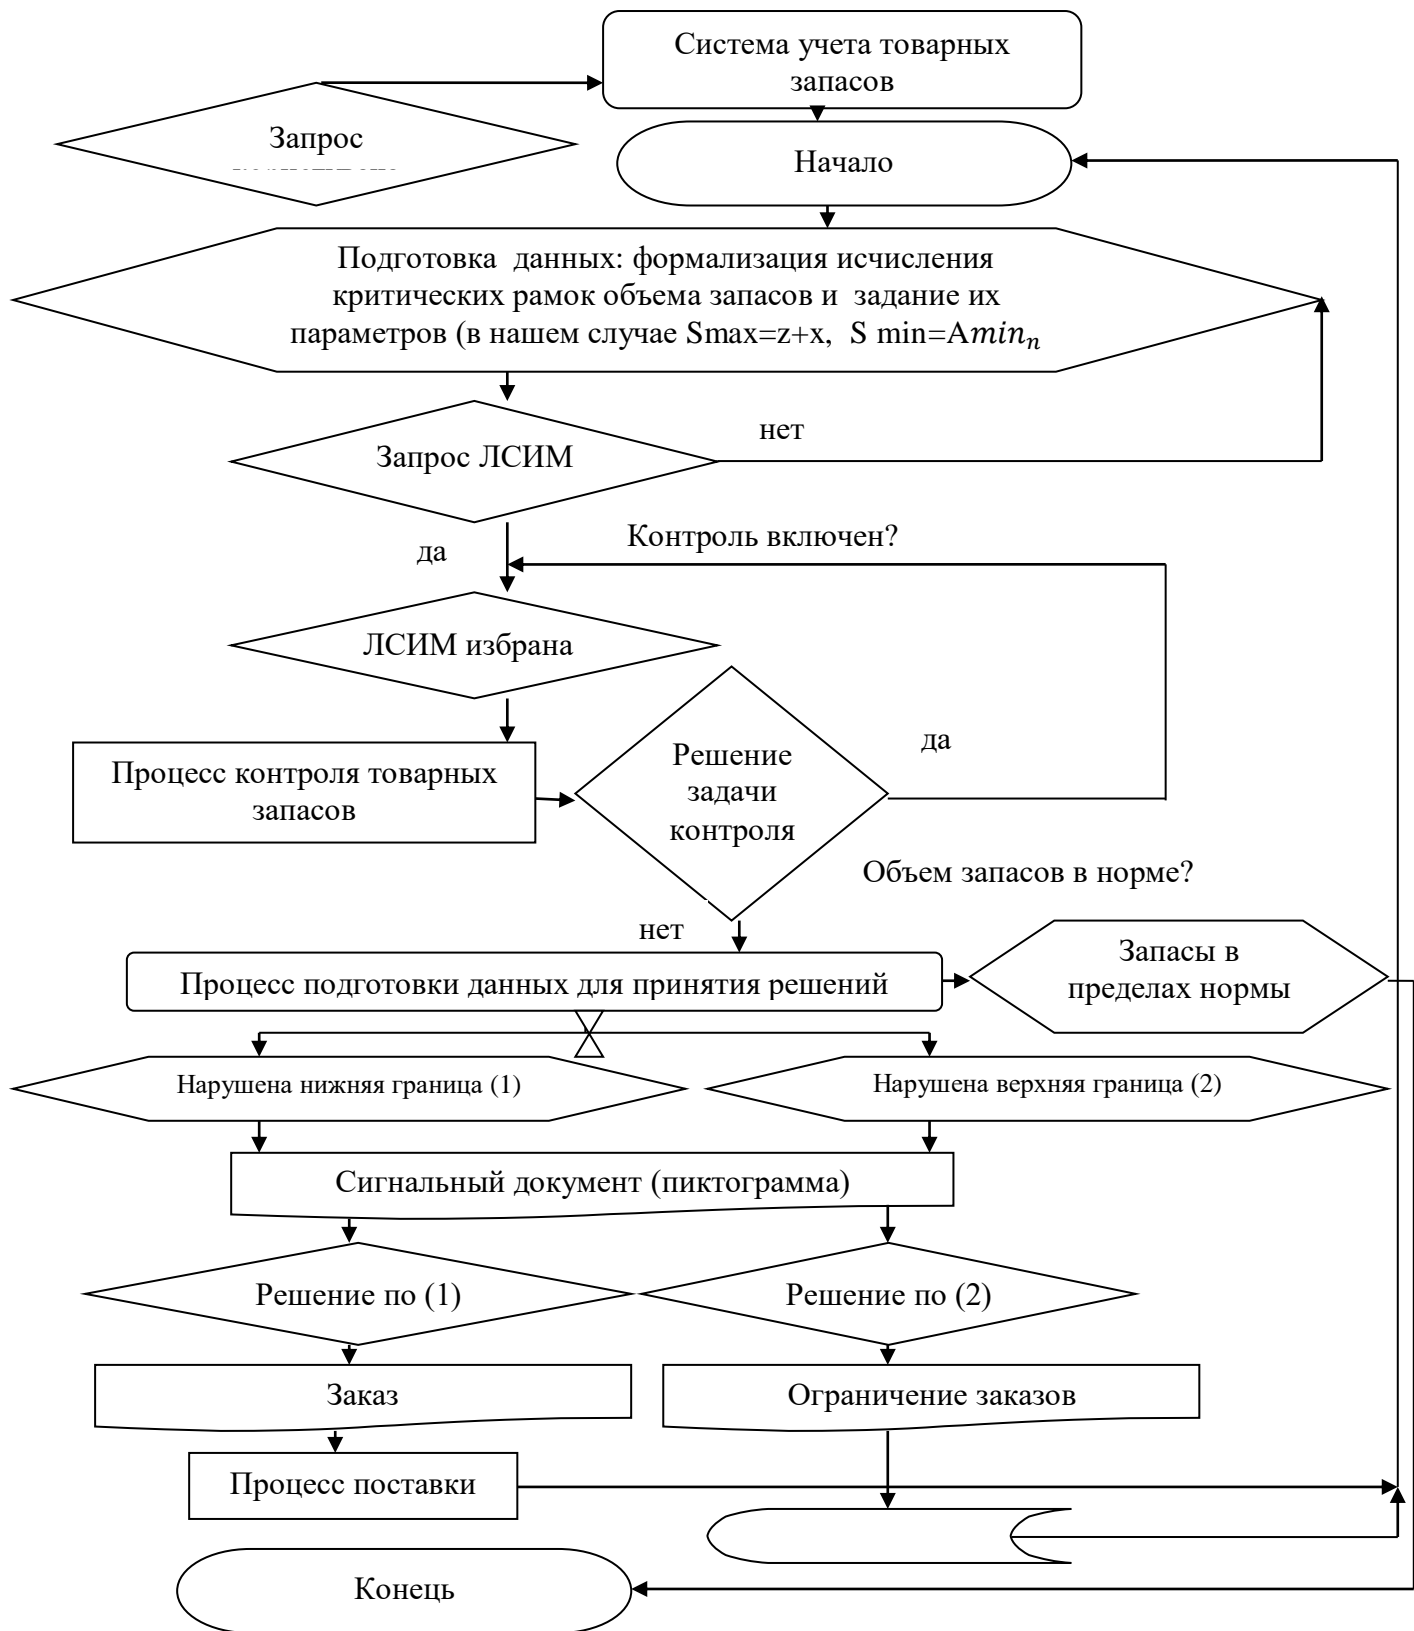 Система учета товарных
запасов
Запрос
Начало
Подготовка данных: формализация исчисления
критических рамок объема запасов и задание их
параметров (в нашем случае Smax=z+x, S min=A𝑚𝑖𝑛ₙ
Запрос ЛСИМ
нет
да
Контроль включен?
ЛСИМ избрана
Процесс контроля товарных
запасов
Решение
задачи
контроля
да
Объем запасов в норме?
нет
Процесс подготовки данных для принятия решений
Запасы в
пределах нормы
Нарушена нижняя граница (1)
Нарушена верхняя граница (2)
Сигнальный документ (пиктограмма)
Решение по (1)
Решение по (2)
Заказ
Ограничение заказов
Процесс поставки
Конець